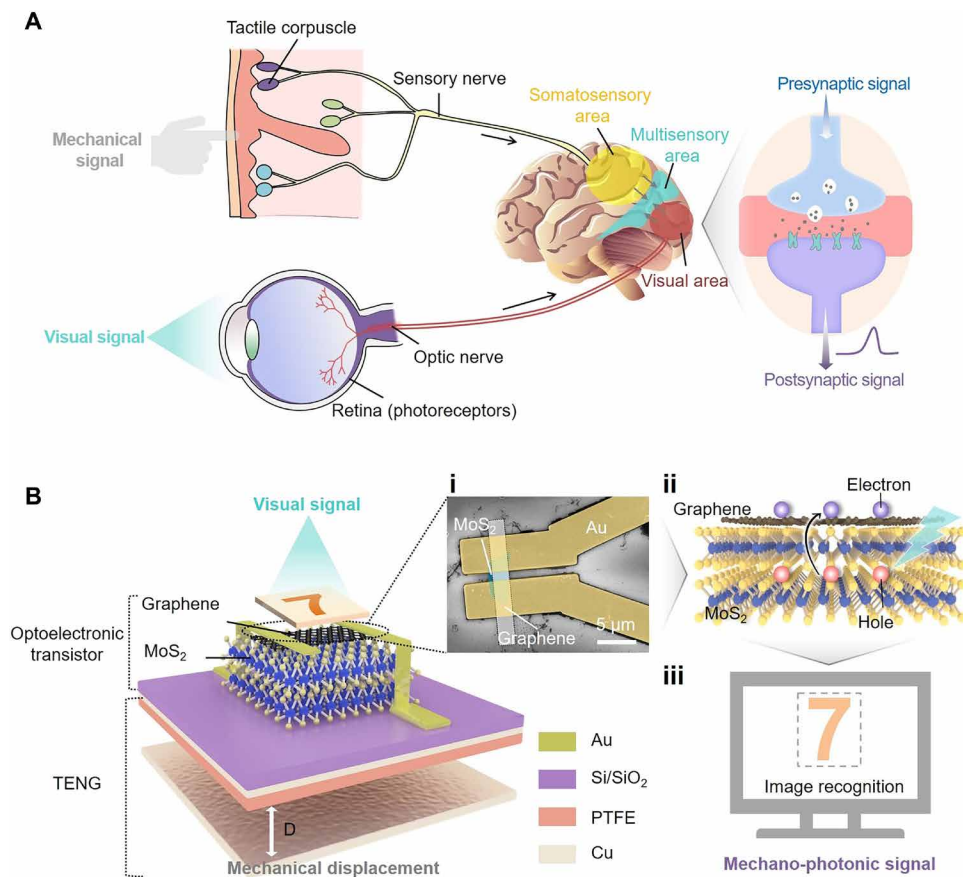 A
Tactile corpuscle
Sensory nerve
Mechanical
signal
Somatosensory
area
Multisensory
area
Visual area
Presynaptic signal
Postsynaptic signal
Visual signal
Optic nerve
Retina (photoreceptors)
B
Visual signal
Graphene
Optoelectronic
transistor
MoS₂
TENG
D
Mechanical displacement
Au
Si/SiO₂
PTFE
Cu
i
MoS₂
Au
Graphene
5 μm
ii
Electron
Graphene
MoS₂
Hole
iii
7
Image recognition
Mechano-photonic signal
7